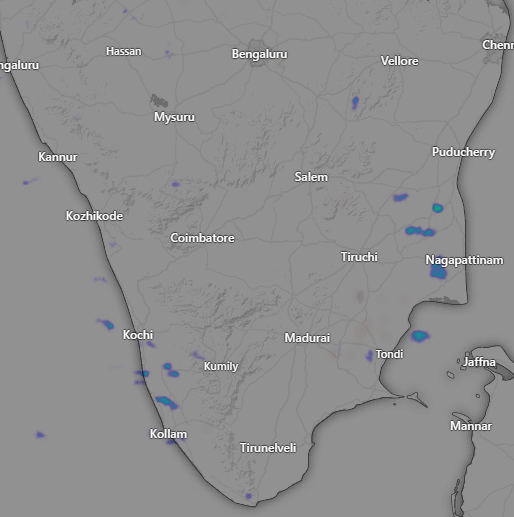 Chenn
Hassan
Bengaluru
Vellore
ngaluru
Mysuru
Puducherry
Kannur
Salem
Kozhikode
Coimbatore
Tiruchi
Nagapattinam
Kochi
Madurai
Tondi
Kumily
Jaffna
Mannar
Kollam
Tirunelveli